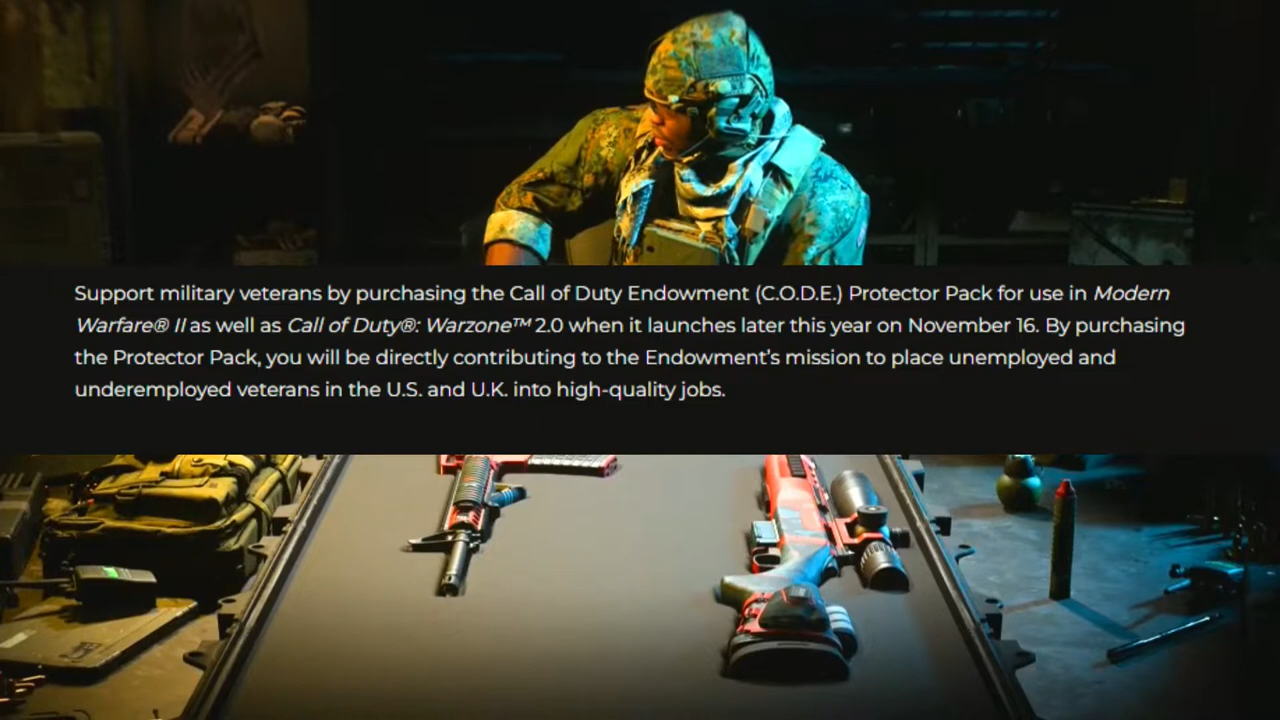 Support military veterans by purchasing the Call of Duty Endowment (C.O.D.E.) Protector Pack for use in Modern
Warfare® II as well as Call of Duty®: Warzone™ 2.0 when it launches later this year on November 16. By purchasing
the Protector Pack, you will be directly contributing to the Endowment's mission to place unemployed and
underemployed veterans in the U.S. and U.K. into high-quality jobs.